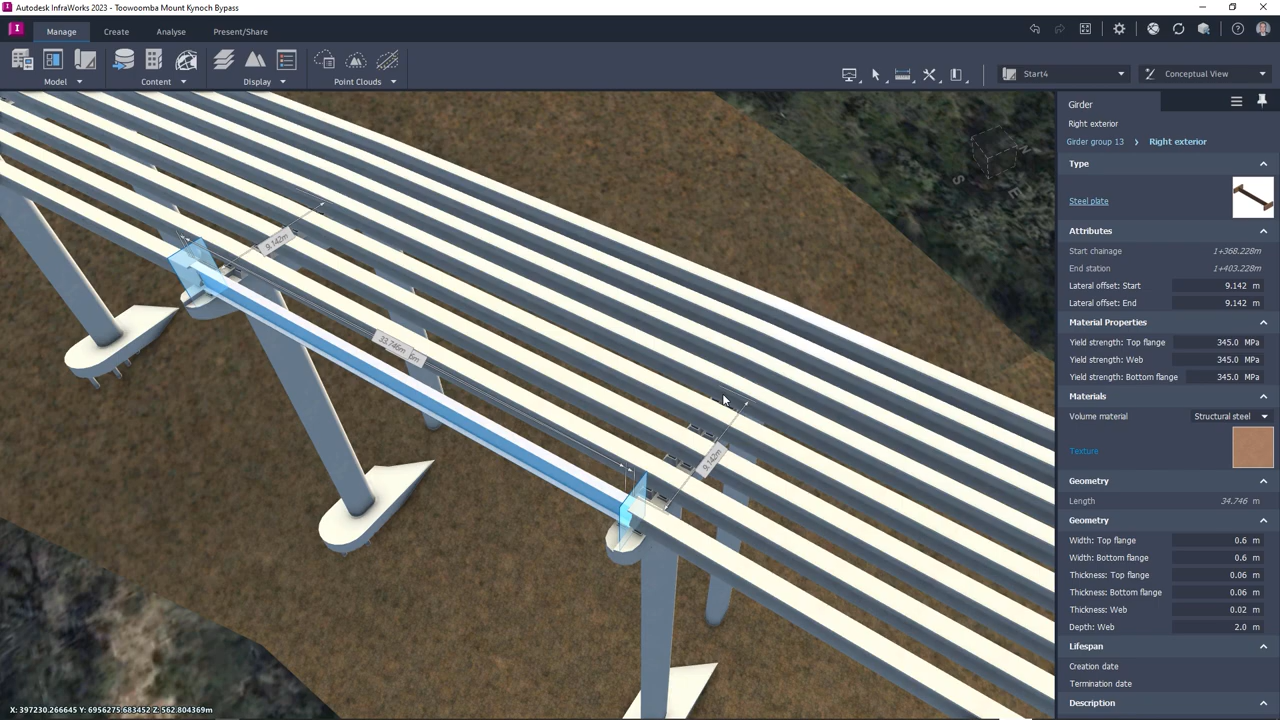 Autodesk InfraWorks 2023 - Toowoomba Mount Kynoch Bypass
Manage
Create
Analyse
Present/Share
Model
Content
Display
Point Clouds
Start4
Conceptual View
Girder
Right exterior
Girder group 13 > Right exterior
Type
Steel plate
Attributes
Start chainage 1+368.228m
End station 1+403.228m
Lateral offset: Start 9.142 m
Lateral offset: End 9.142 m
Material Properties
Yield strength: Top flange 345.0 MPa
Yield strength: Web 345.0 MPa
Yield strength: Bottom flange 345.0 MPa
Materials
Volume material Structural steel
Texture
Geometry
Length 34.746 m
Geometry
Width: Top flange 0.6 m
Width: Bottom flange 0.6 m
Thickness: Top flange 0.06 m
Thickness: Bottom flange 0.06 m
Thickness: Web 0.02 m
Depth: Web 2.0 m
Lifespan
Creation date
Termination date
Description
9.142m
33.746m
9.142m
S
E
X: 397230.266645 Y: 6956275.683452 Z: 562.804369m